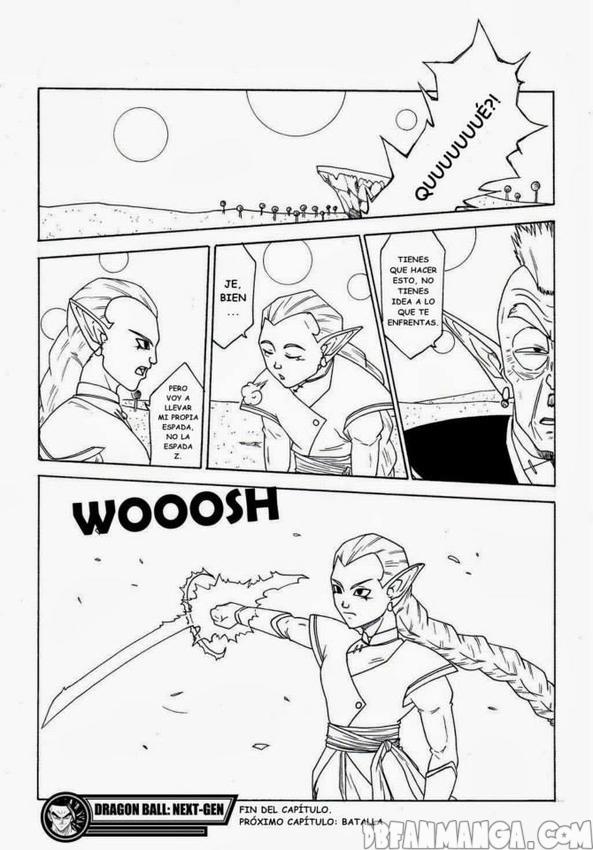 QUUUUUUUÉ?!
TIENES
QUE HACER
ESTO, NO
TIENES
IDEA A LO
QUE TE
ENFRENTAS.
JE,
BIEN
...
PERO
VOY A
LLEVAR
MI PROPIA
ESPADA,
NO LA
ESPADA
Z.
WOOOSH
DRAGON BALL: NEXT-GEN
FIN DEL CAPÍTULO.
PRÓXIMO CAPÍTULO: BATALLA
DBFANMANGA.COM